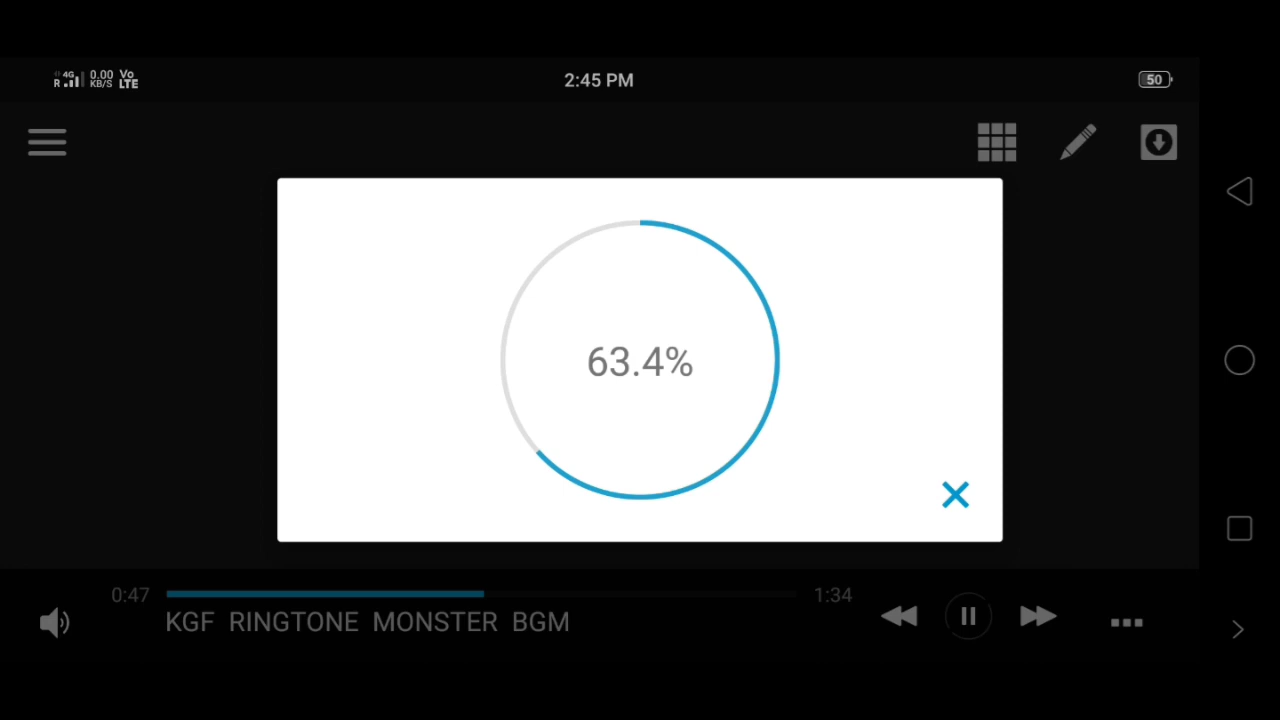 R 4G 0.00 KB/S Vo LTE
2:45 PM
50
63.4%
0:47
1:34
KGF RINGTONE MONSTER BGM